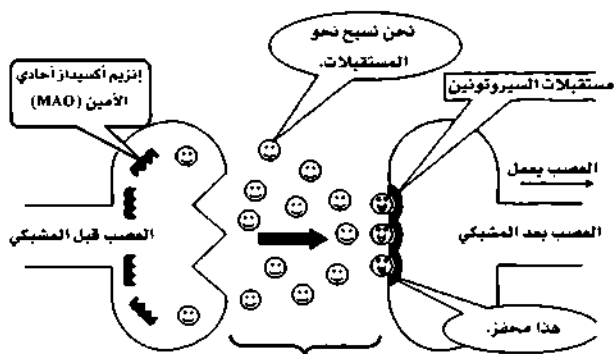 نحن نسبح نحو
المستقبلات.
إنزيم أكسيداز أحادي
الأمين (MAO)
مستقبلات السيروتونين
العصب يعمل
العصب قبل المشبكي
العصب بعد المشبكي
هذا محفز.